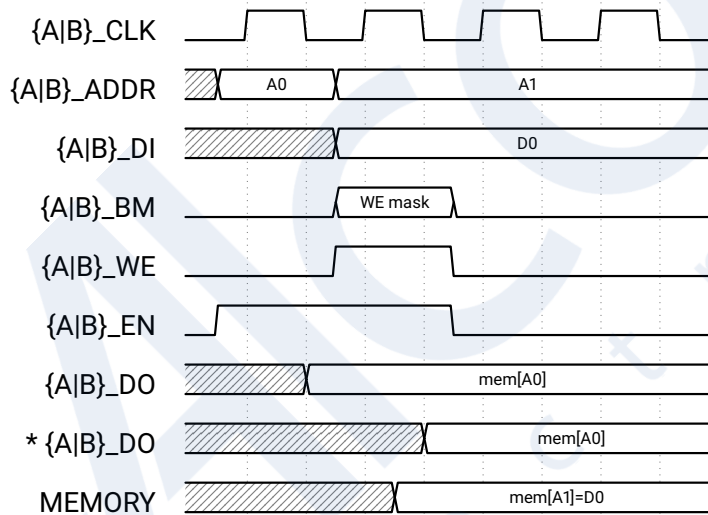 {A|B}_CLK
{A|B}_ADDR A0 A1
{A|B}_DI D0
{A|B}_BM WE mask
{A|B}_WE
{A|B}_EN
{A|B}_DO mem[A0]
* {A|B}_DO mem[A0]
MEMORY mem[A1]=D0